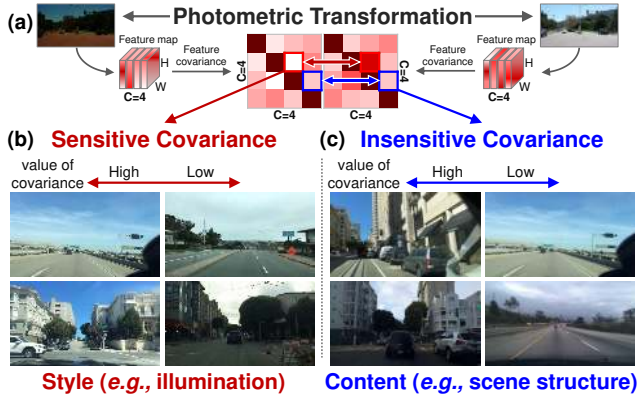 (a) Photometric Transformation
Feature map
H
W
C=4
Feature
covariance
C=4
C=4
C=4
C=4
Feature
covariance
Feature map
H
W
C=4
(b) Sensitive Covariance
value of
covariance
High
Low
Style (e.g., illumination)
(c) Insensitive Covariance
value of
covariance
High
Low
Content (e.g., scene structure)